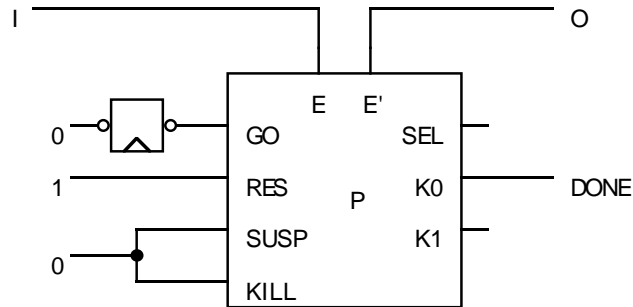 I O
E E'
0 GO SEL
1 RES P K0 DONE
SUSP K1
0
KILL